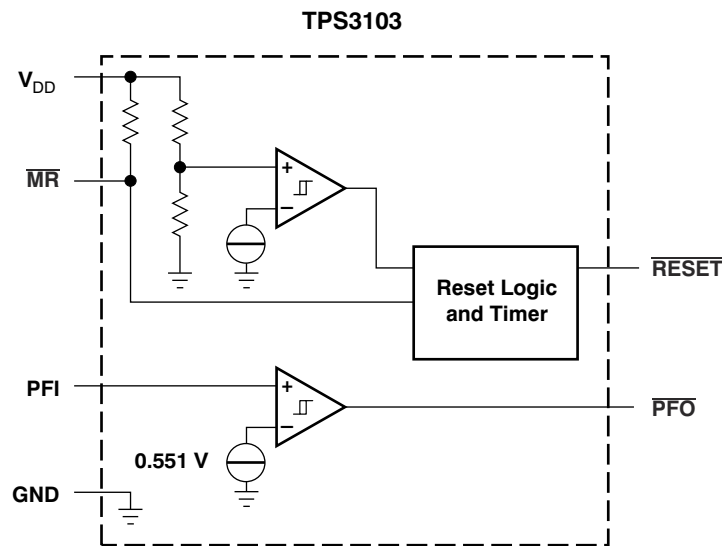 TPS3103
VDD
MR
+
−
RESET
Reset Logic
and Timer
PFI
+
−
PFO
0.551 V
GND